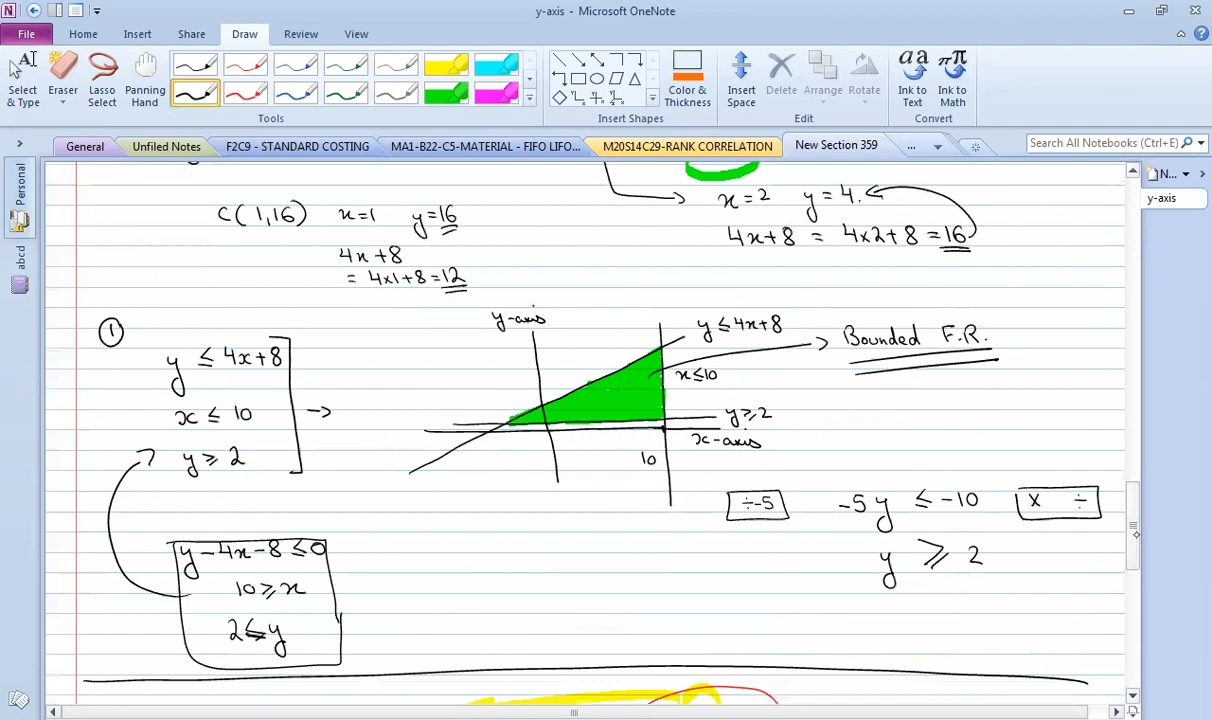 y-axis - Microsoft OneNote
File Home Insert Share Draw Review View
Select & Type
Eraser
Lasso Select
Panning Hand
Color & Thickness
Insert Space
Delete
Arrange
Rotate
Ink to Text
Ink to Math
Tools
Insert Shapes
Edit
Convert
General
Unfiled Notes
F2C9 - STANDARD COSTING
MA1-B22-C5-MATERIAL - FIFO LIFO...
M20S14C29-RANK CORRELATION
New Section 359
...
Search All Notebooks (Ctrl+E)
N...
y-axis
Personal
abcd
C(1,16) x=1 y=16
4x+8
= 4x1+8=12
x=2 y=4.
4x+8 = 4x2+8 =16
①
y ≤ 4x+8
x ≤ 10
y ≥ 2
y-axis
y ≤ 4x+8
x ≤ 10
y ≥ 2
x-axis
10
Bounded F.R.
÷-5
-5y ≤ -10
x ÷
y ≥ 2
y-4x-8 ≤ 0
10 ≥ x
2 ≤ y